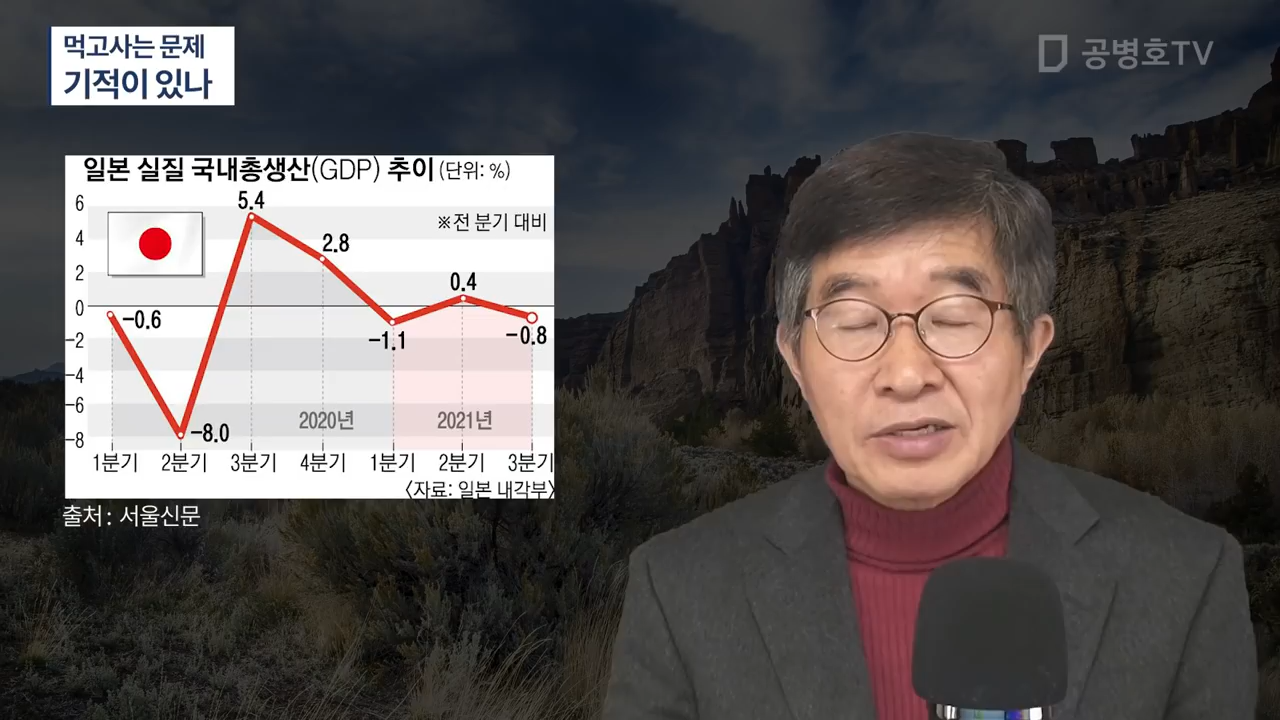 먹고사는 문제
기적이 있나
공병호TV
일본 실질 국내총생산(GDP) 추이 (단위: %)
※전 분기 대비
6
4
2
0
−2
−4
−6
−8
−0.6
−8.0
5.4
2.8
−1.1
0.4
−0.8
2020년
2021년
1분기 2분기 3분기 4분기 1분기 2분기 3분기
〈자료: 일본 내각부〉
출처: 서울신문